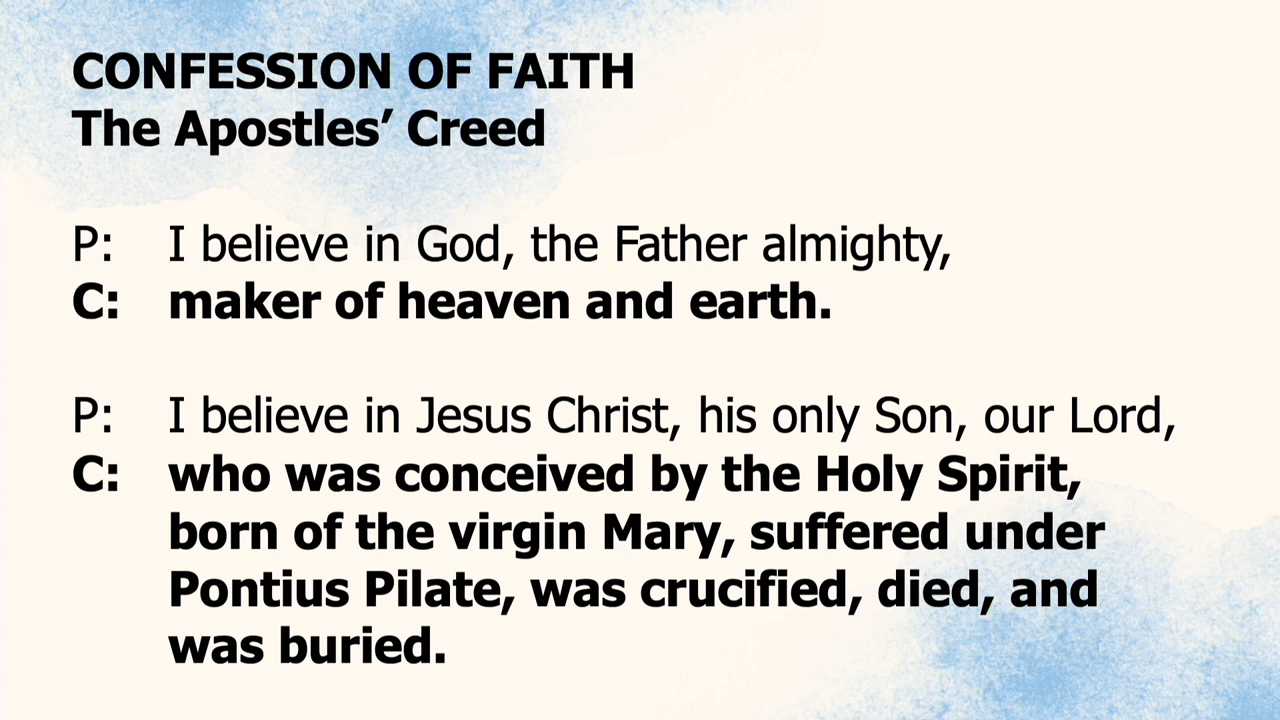 CONFESSION OF FAITH
The Apostles’ Creed
P: I believe in God, the Father almighty,
C: maker of heaven and earth.
P: I believe in Jesus Christ, his only Son, our Lord,
C: who was conceived by the Holy Spirit,
born of the virgin Mary, suffered under
Pontius Pilate, was crucified, died, and
was buried.